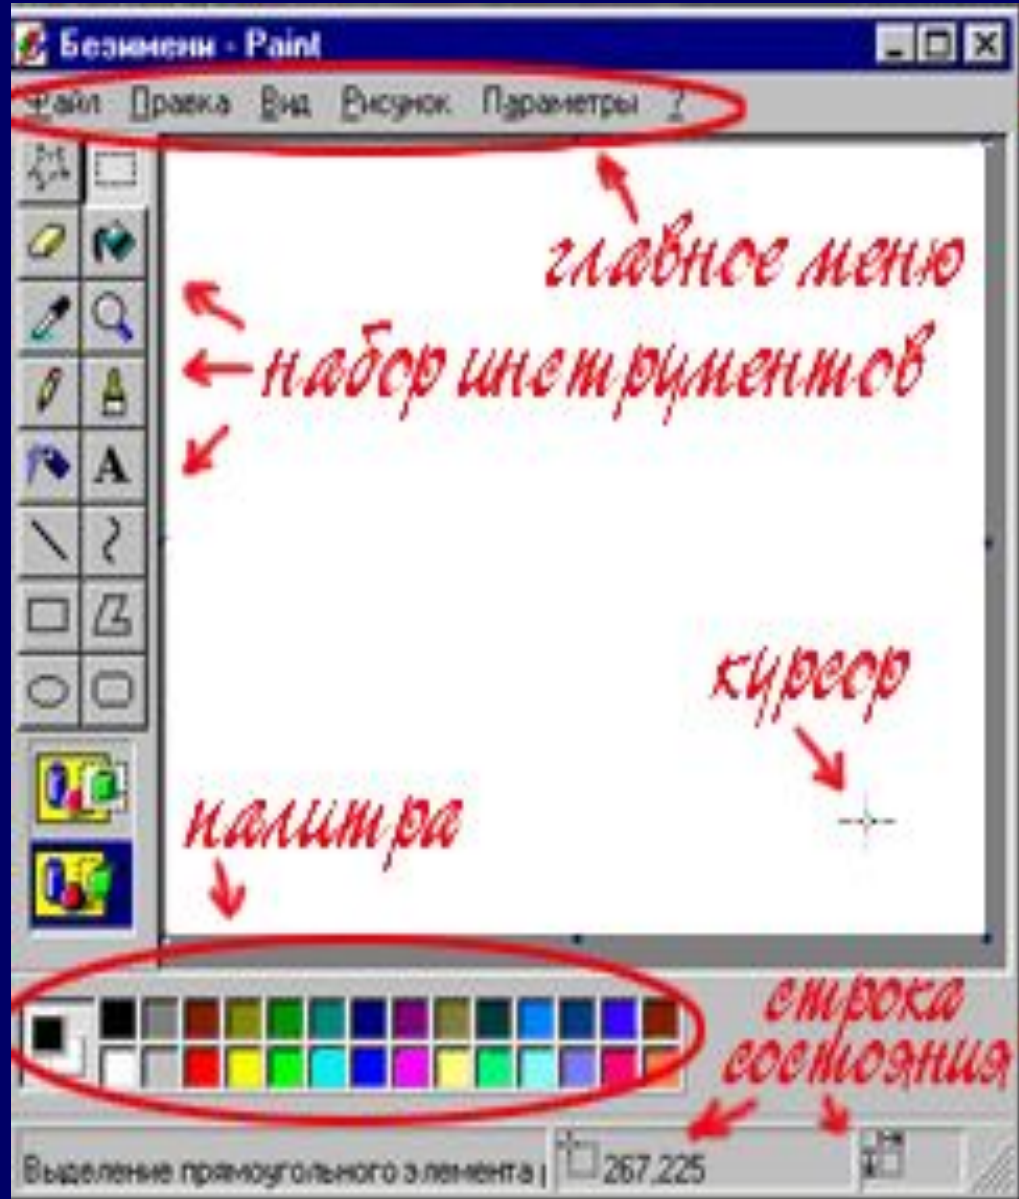 Безимени - Paint
Файл Правка Вид Рисунок Параметры ?
главное меню
набор инструментов
A
курсор
палитра
строка
состояния
Выделение прямоугольного элемента
267,225